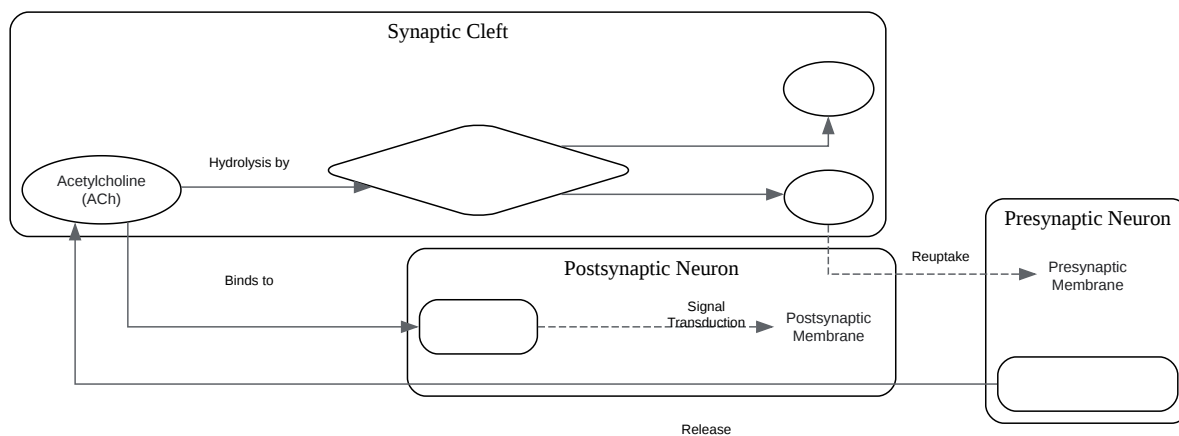 Synaptic Cleft
Hydrolysis by
Acetylcholine
(ACh)
Presynaptic Neuron
Postsynaptic Neuron
Reuptake
Presynaptic
Membrane
Binds to
Signal
Transduction
Postsynaptic
Membrane
Release